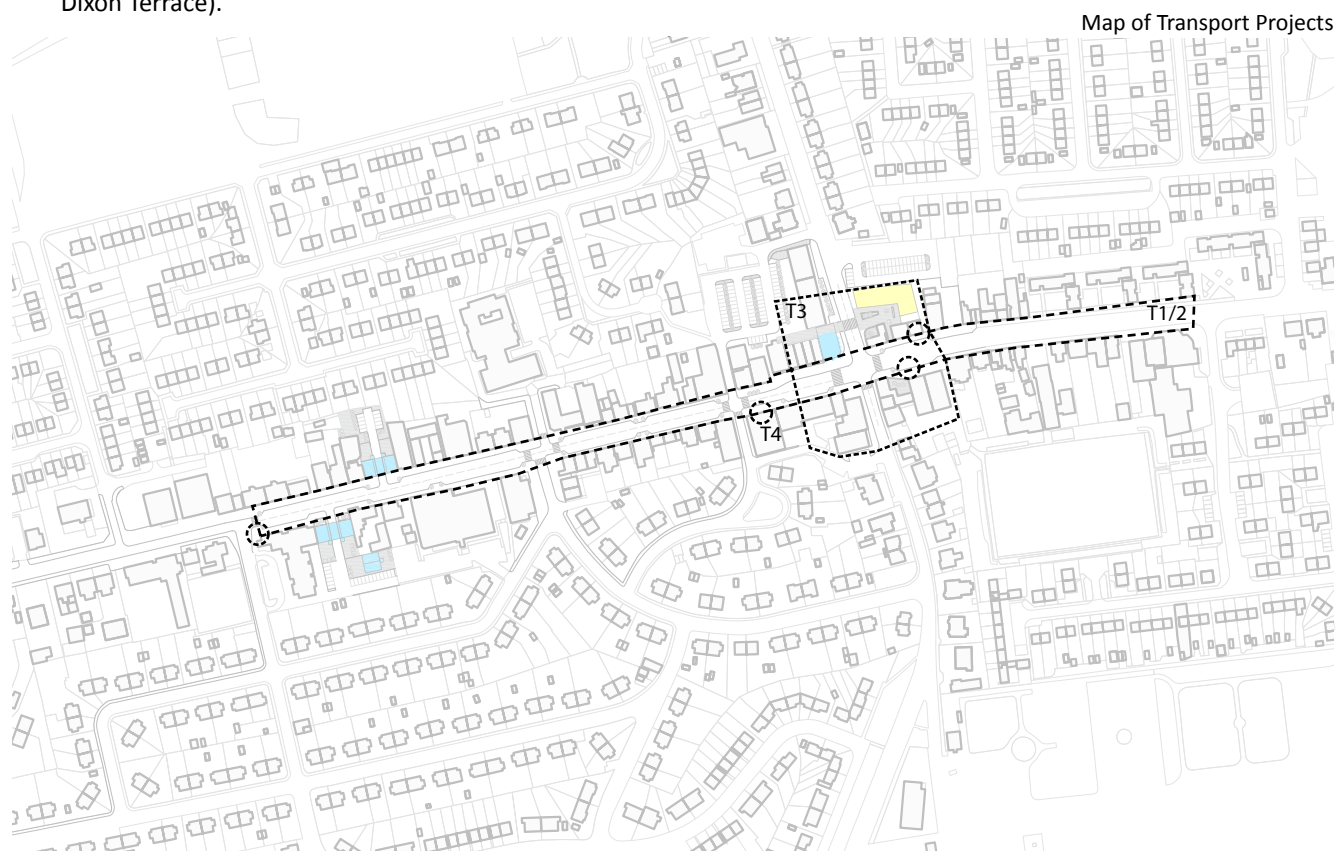 Dixon Terrace).
Map of Transport Projects
T3
T1/2
T4